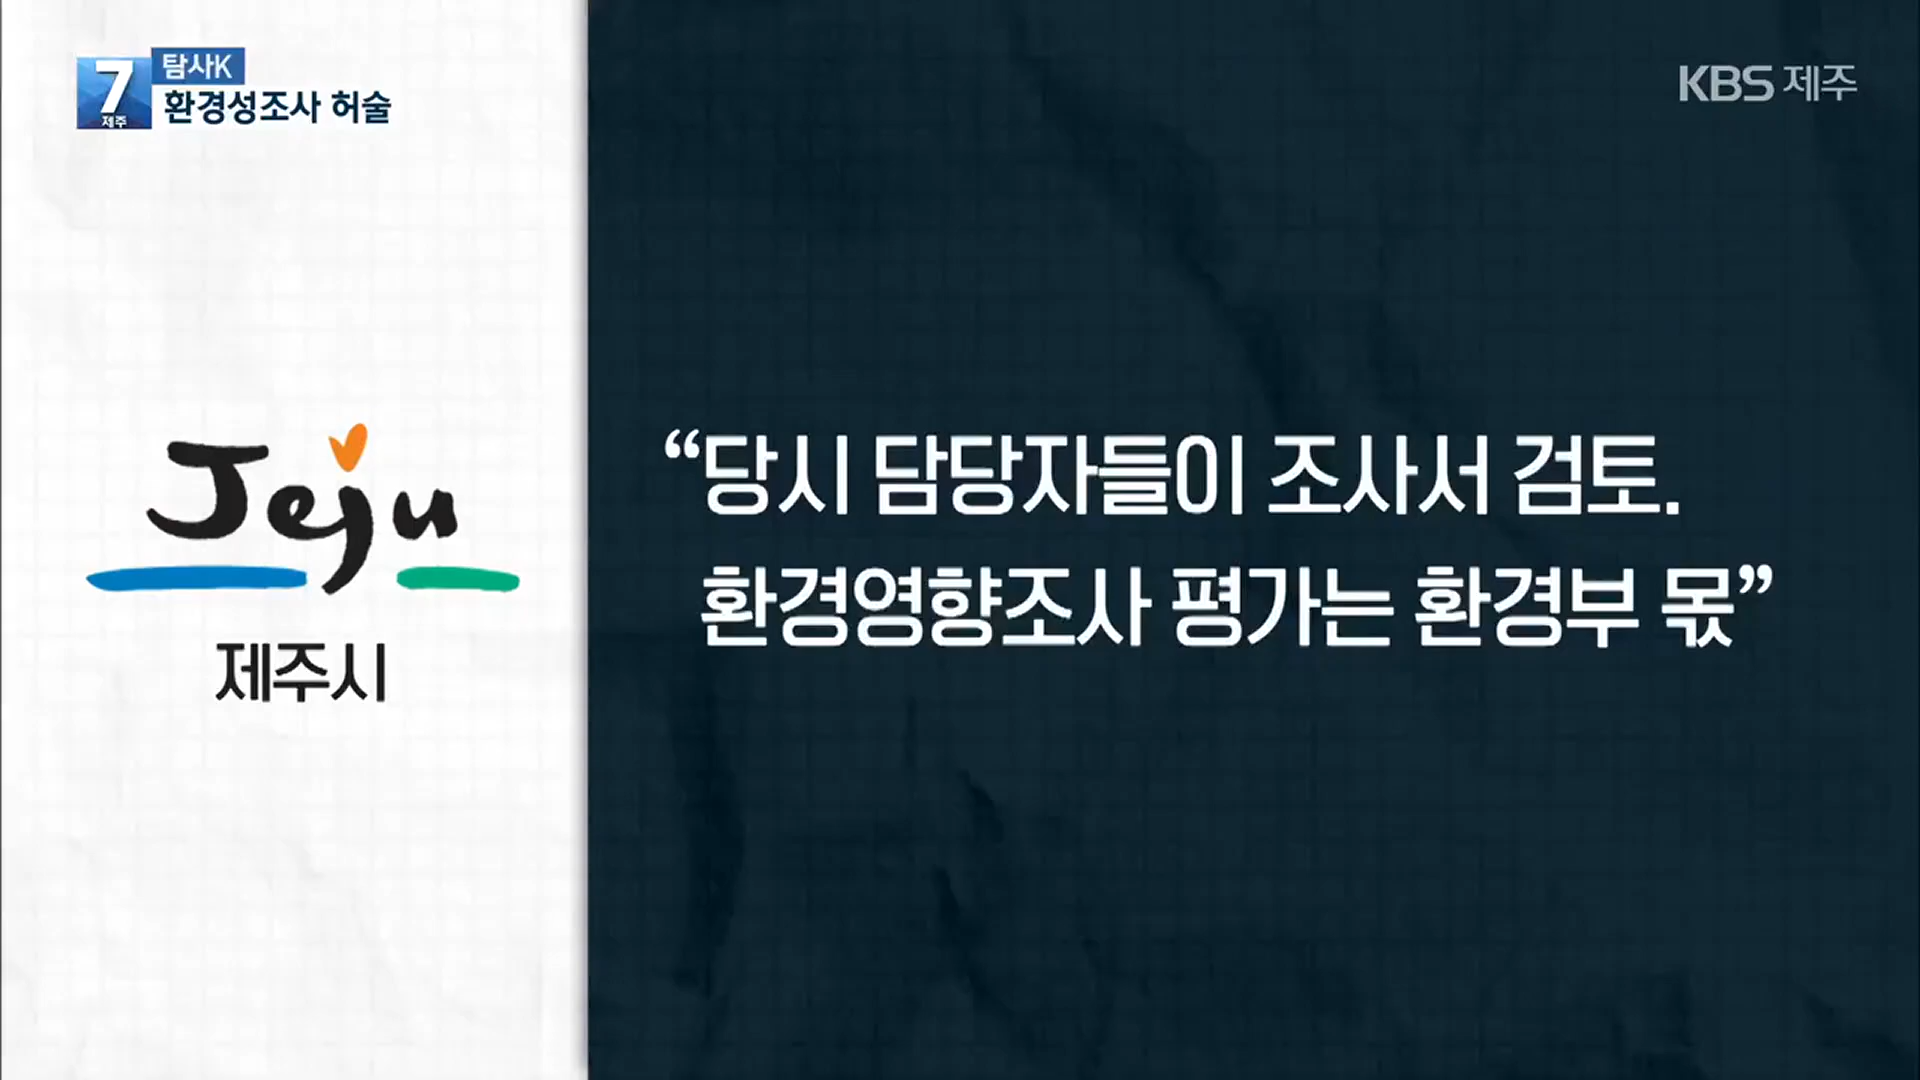 7
제주
탐사K
환경성조사 허술
KBS 제주
Jeju
제주시
“당시 담당자들이 조사서 검토.
환경영향조사 평가는 환경부 몫”